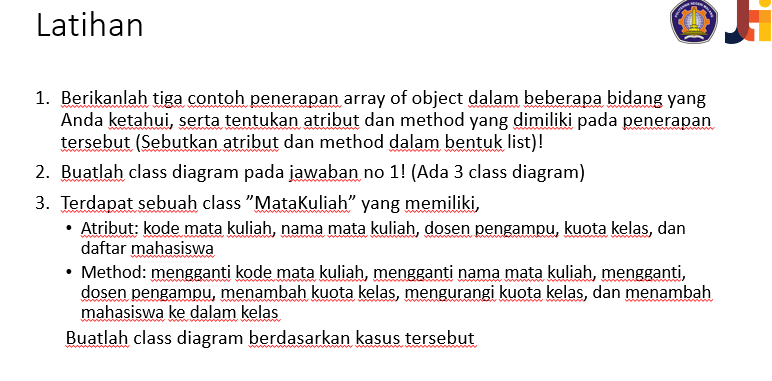 Latihan
1. Berikanlah tiga contoh penerapan array of object dalam beberapa bidang yang
Anda ketahui, serta tentukan atribut dan method yang dimiliki pada penerapan
tersebut (Sebutkan atribut dan method dalam bentuk list)!
2. Buatlah class diagram pada jawaban no 1! (Ada 3 class diagram)
3. Terdapat sebuah class ”MataKuliah” yang memiliki,
• Atribut: kode mata kuliah, nama mata kuliah, dosen pengampu, kuota kelas, dan
daftar mahasiswa
• Method: mengganti kode mata kuliah, mengganti nama mata kuliah, mengganti,
dosen pengampu, menambah kuota kelas, mengurangi kuota kelas, dan menambah
mahasiswa ke dalam kelas
Buatlah class diagram berdasarkan kasus tersebut